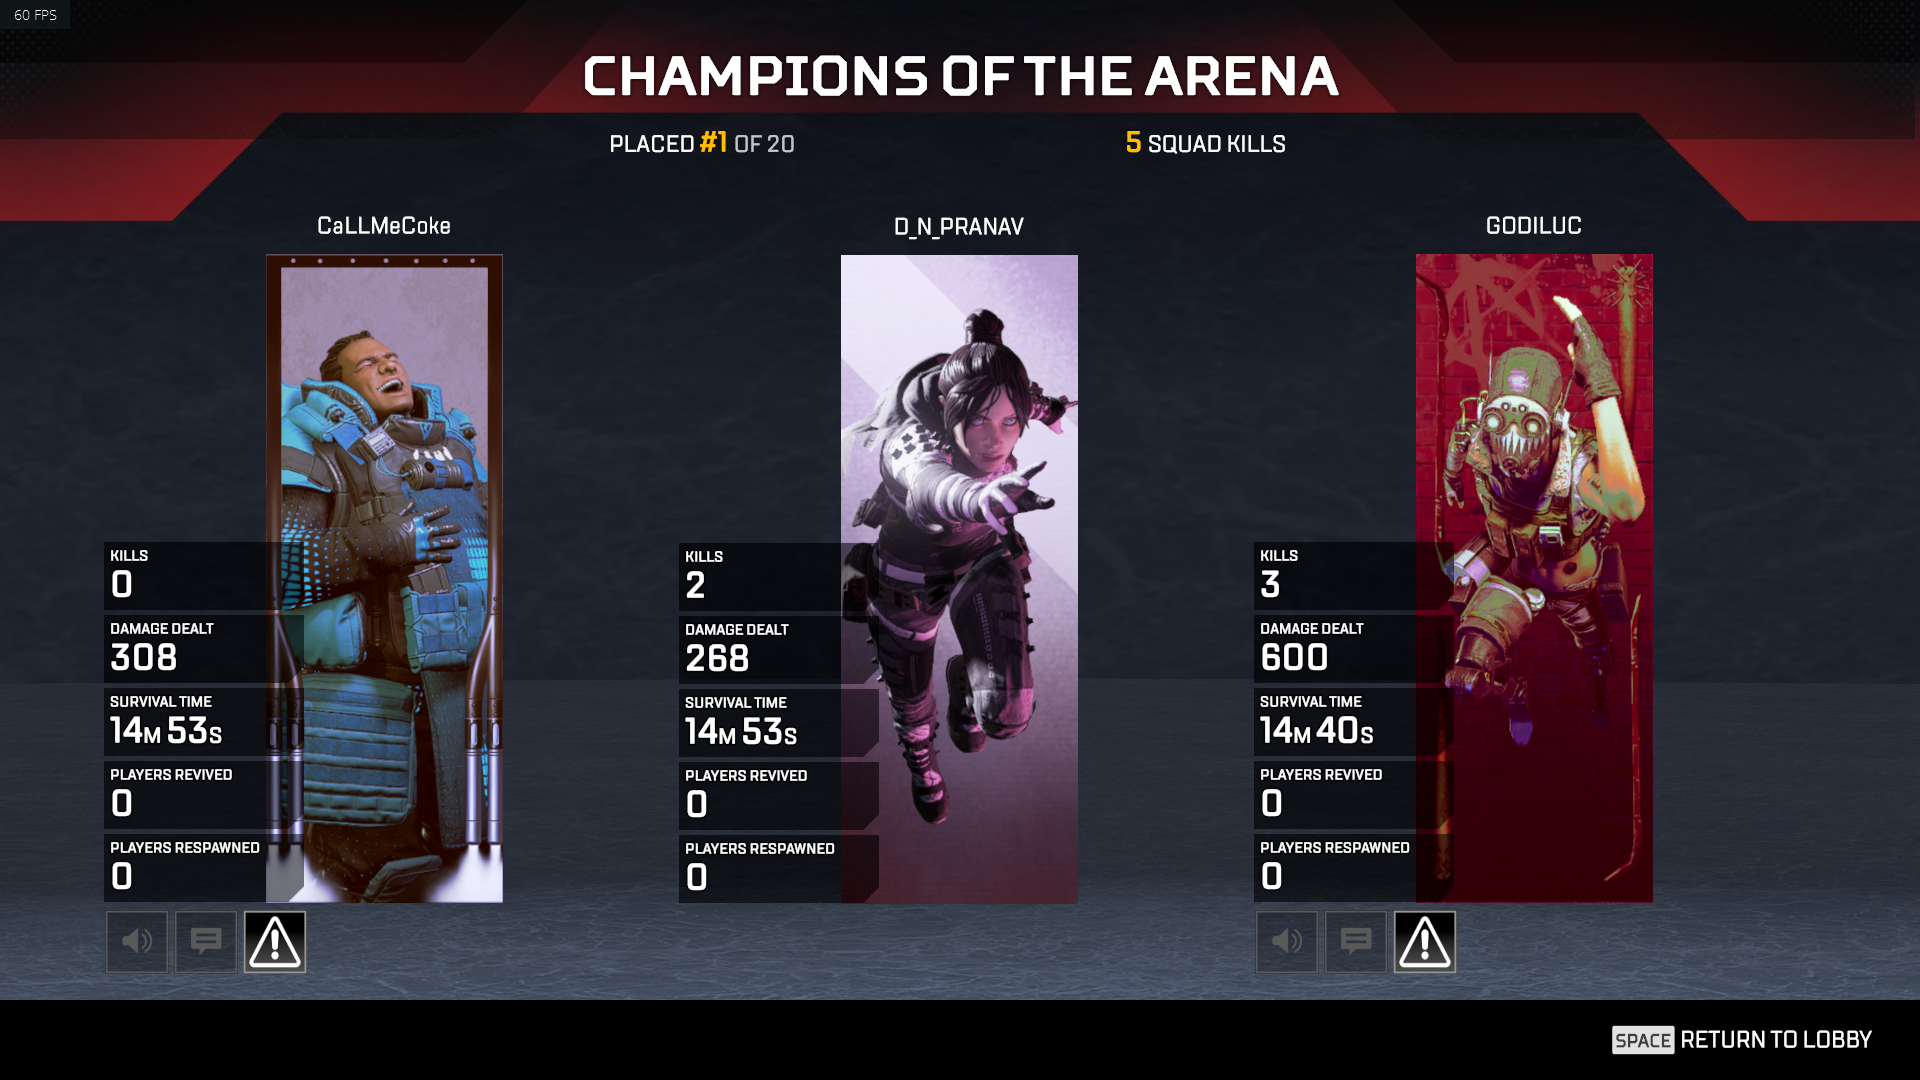 60 FPS
CHAMPIONS OF THE ARENA
PLACED #1 OF 20
5 SQUAD KILLS
CaLLMeCoke
KILLS
0
DAMAGE DEALT
308
SURVIVAL TIME
14M 53S
PLAYERS REVIVED
0
PLAYERS RESPAWNED
0
D_N_PRANAV
KILLS
2
DAMAGE DEALT
268
SURVIVAL TIME
14M 53S
PLAYERS REVIVED
0
PLAYERS RESPAWNED
0
GODILUC
KILLS
3
DAMAGE DEALT
600
SURVIVAL TIME
14M 40S
PLAYERS REVIVED
0
PLAYERS RESPAWNED
0
SPACE RETURN TO LOBBY